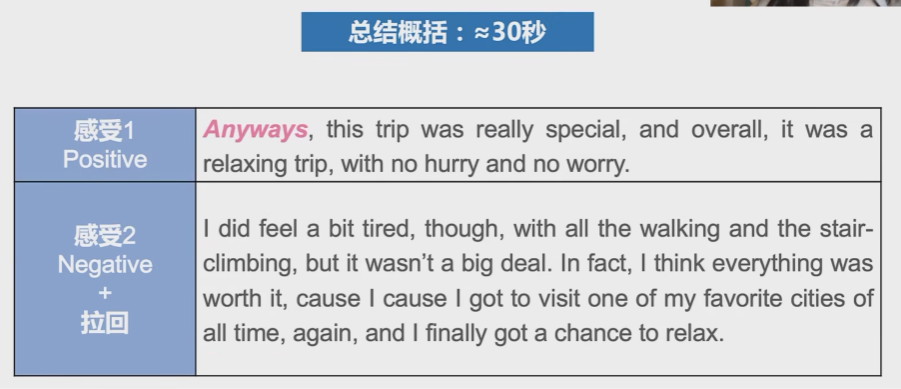 总结概括：≈30秒
感受1
Positive
Anyways, this trip was really special, and overall, it was a
relaxing trip, with no hurry and no worry.
感受2
Negative
+
拉回
I did feel a bit tired, though, with all the walking and the stair-
climbing, but it wasn’t a big deal. In fact, I think everything was
worth it, cause I cause I got to visit one of my favorite cities of
all time, again, and I finally got a chance to relax.